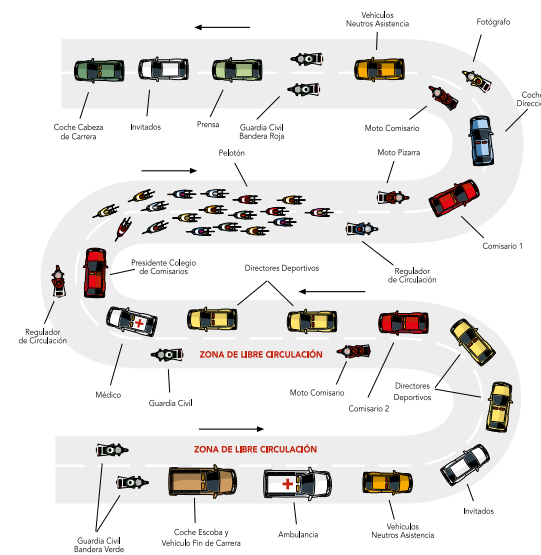 Vehículos
Neutros Asistencia
Fotógrafo
Coche Cabeza
de Carrera
Invitados
Prensa
Guardia Civil
Bandera Roja
Moto Comisario
Coche
Direcci
Pelotón
Moto Pizarra
Comisario 1
Presidente Colegio
de Comisarios
Directores Deportivos
Regulador
de Circulación
Regulador
de Circulación
ZONA DE LIBRE CIRCULACIÓN
Médico
Guardia Civil
Moto Comisario
Comisario 2
Directores
Deportivos
ZONA DE LIBRE CIRCULACIÓN
Invitados
Guardia Civil
Bandera Verde
Coche Escoba y
Vehículo Fin de Carrera
Ambulancia
Vehículos
Neutros Asistencia